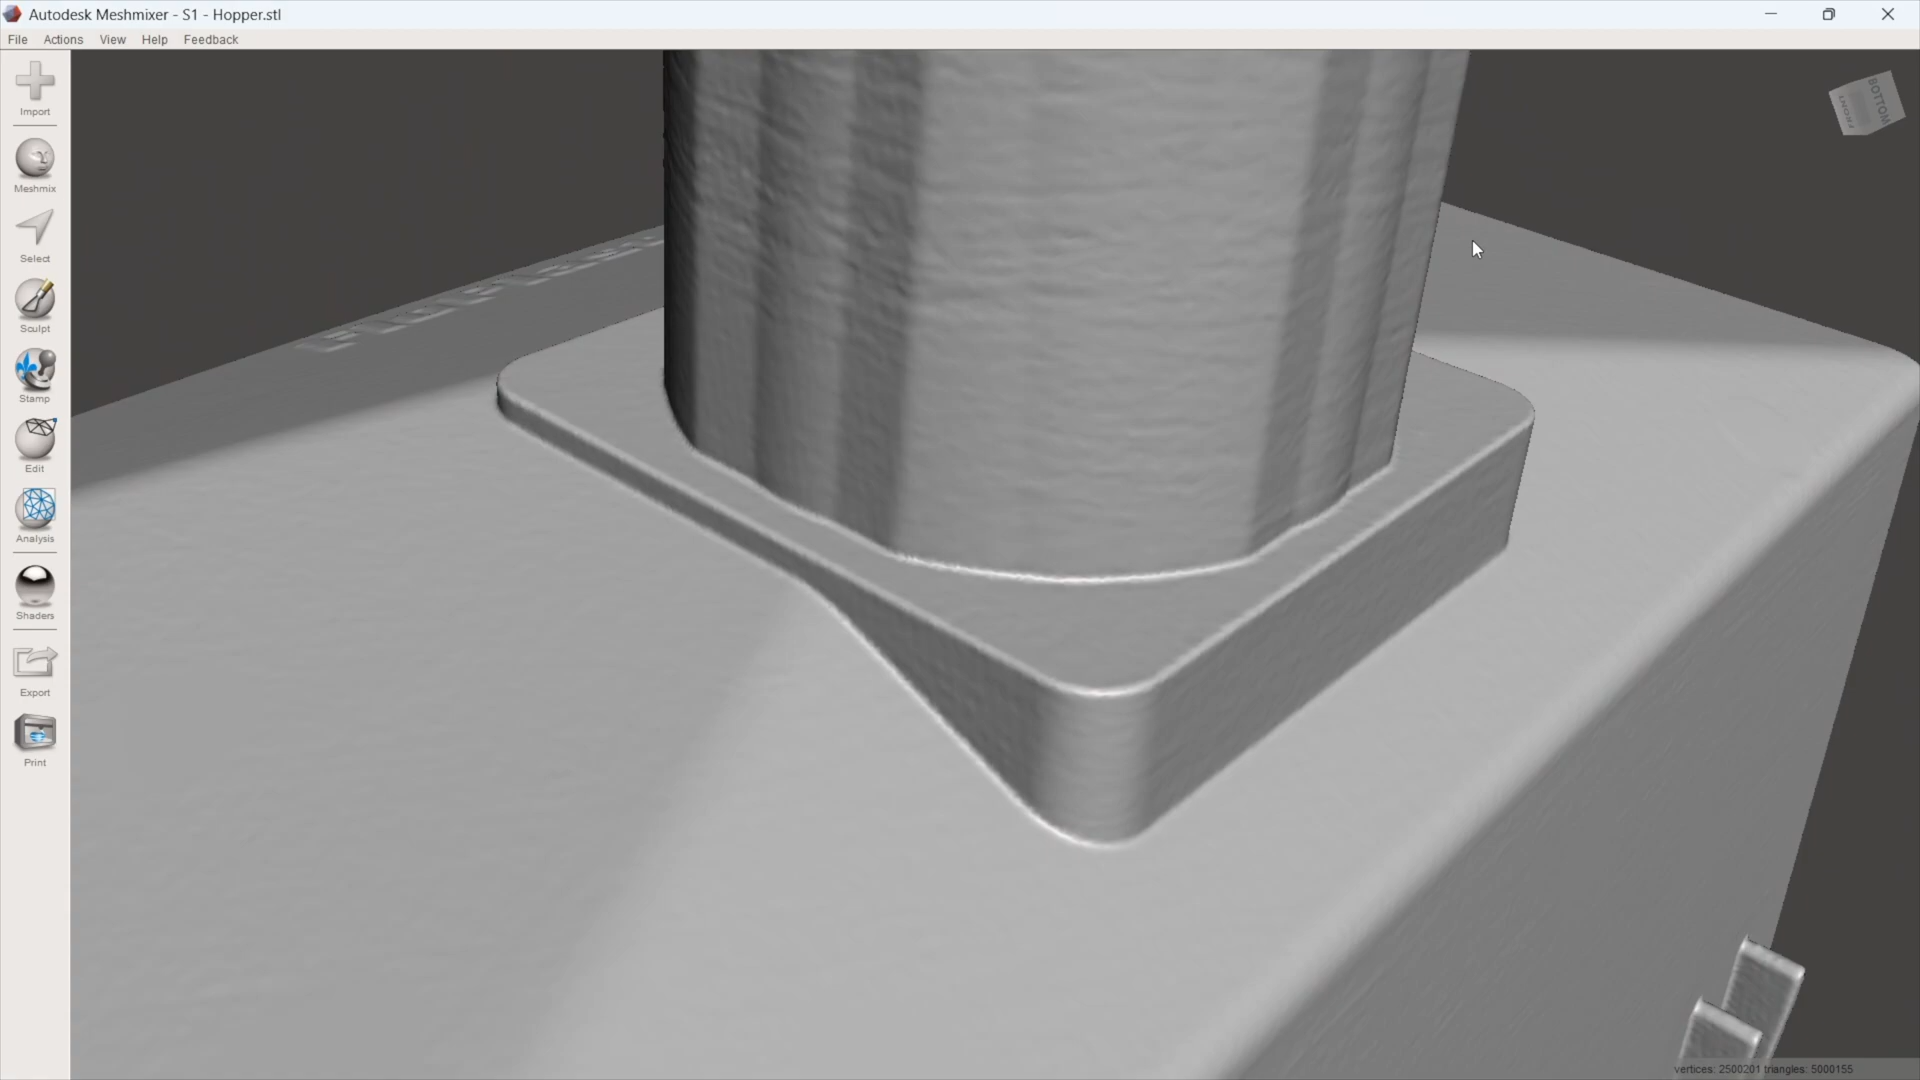 Autodesk Meshmixer - S1 - Hopper.stl
File Actions View Help Feedback
Import
Meshmix
Select
Sculpt
Stamp
Edit
Analysis
Shaders
Export
Print
BOTTOM
FRONT
vertices: 2500201 triangles: 5000155